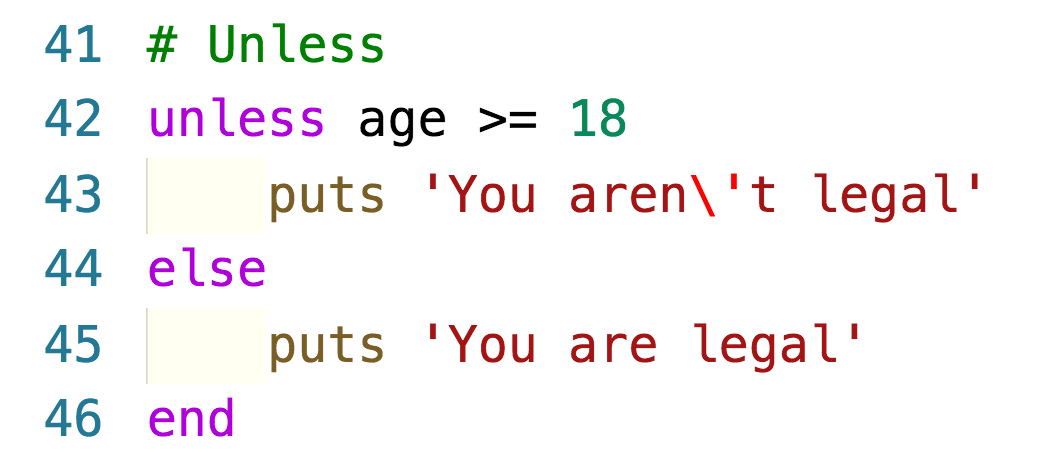 41 # Unless
42 unless age >= 18
43     puts 'You aren\'t legal'
44 else
45     puts 'You are legal'
46 end